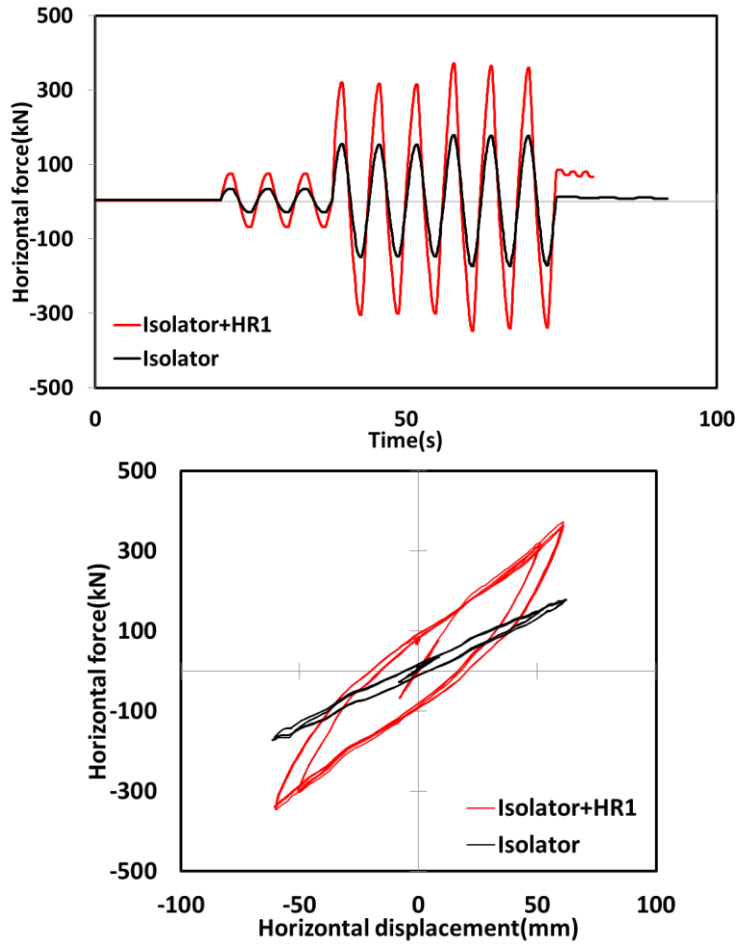 500
300
100
-100
-300
-500
Horizontal force(kN)
Isolator+HR1
Isolator
0 50 100
Time(s)
500
300
100
-100
-300
-500
Horizontal force(kN)
Isolator+HR1
Isolator
-100 -50 0 50 100
Horizontal displacement(mm)